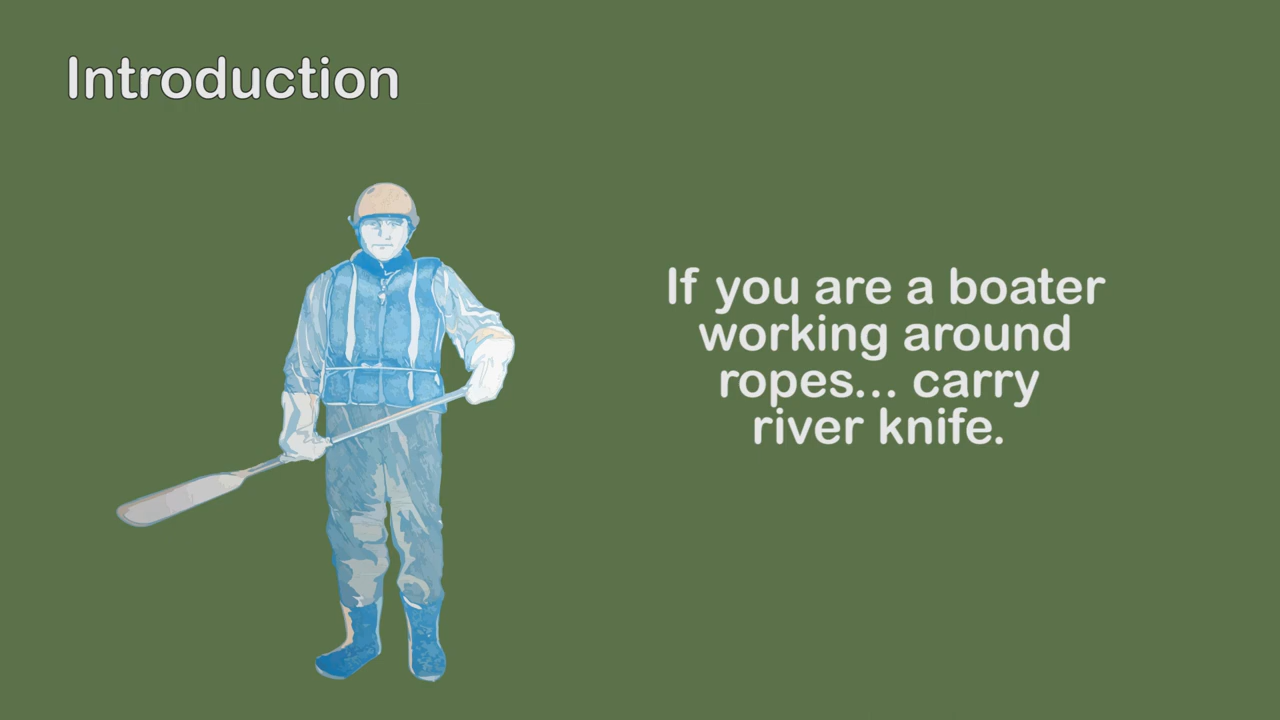 Introduction
If you are a boater
working around
ropes... carry
river knife.